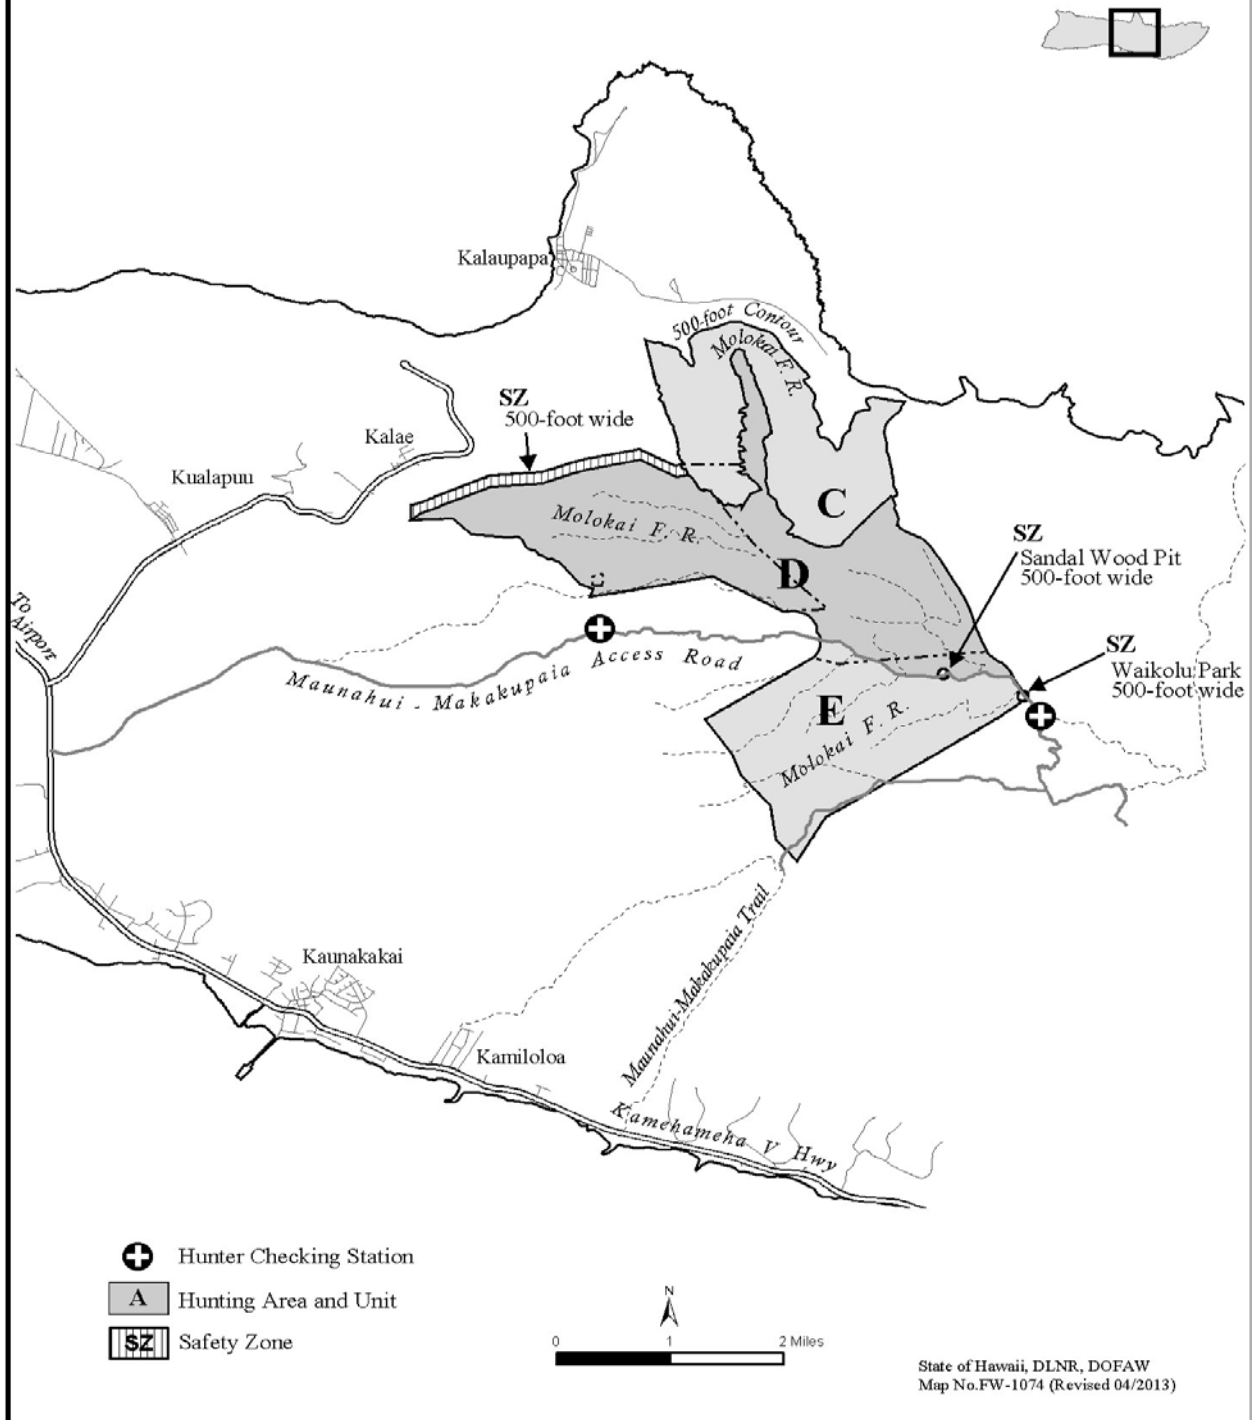 Kalaupapa
500-foot Contour
Molokai F. R.
SZ
500-foot wide
Kalae
Kualapuu
C
Molokai F. R.
SZ
Sandal Wood Pit
500-foot wide
D
To
Airport
SZ
Waikolu Park
500-foot wide
Maunahui - Makakupaia Access Road
E
Molokai F. R.
Maunahui-Makakupaia Trail
Kaunakakai
Kamiloloa
Kamehameha V Hwy
Hunter Checking Station
A Hunting Area and Unit
SZ Safety Zone
N
0 1 2 Miles
State of Hawaii, DLNR, DOFAW
Map No.FW-1074 (Revised 04/2013)